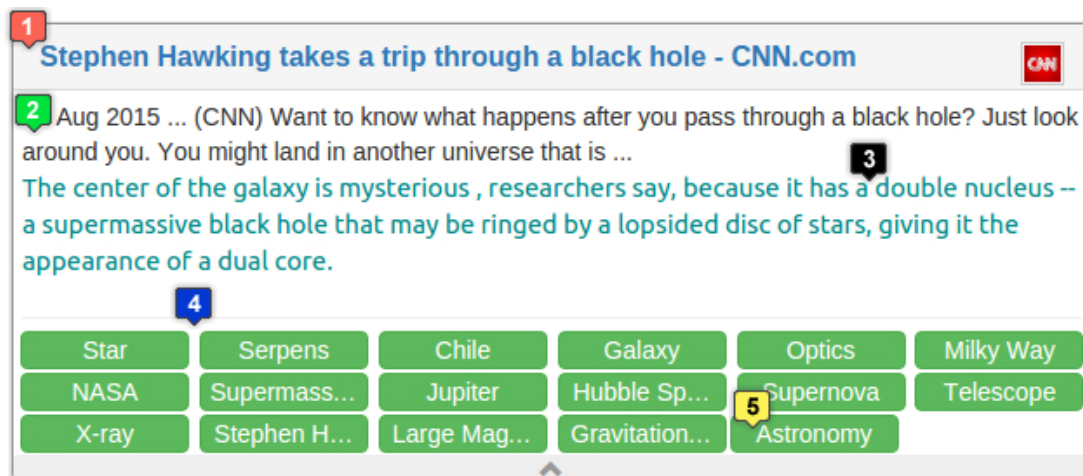 1
Stephen Hawking takes a trip through a black hole - CNN.com
CNN
2
Aug 2015 ... (CNN) Want to know what happens after you pass through a black hole? Just look
around you. You might land in another universe that is ...
3
The center of the galaxy is mysterious , researchers say, because it has a double nucleus --
a supermassive black hole that may be ringed by a lopsided disc of stars, giving it the
appearance of a dual core.
4
Star Serpens Chile Galaxy Optics Milky Way
NASA Supermass... Jupiter Hubble Sp... Supernova Telescope
5
X-ray Stephen H... Large Mag... Gravitation... Astronomy